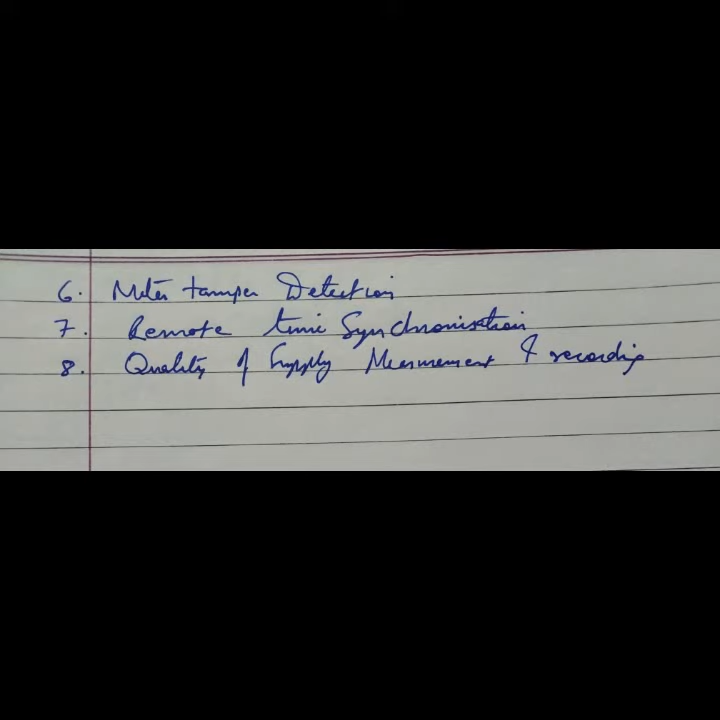 6. Meter tamper Detection
7. Remote time Synchronisation
8. Quality of Supply Measurement & recording